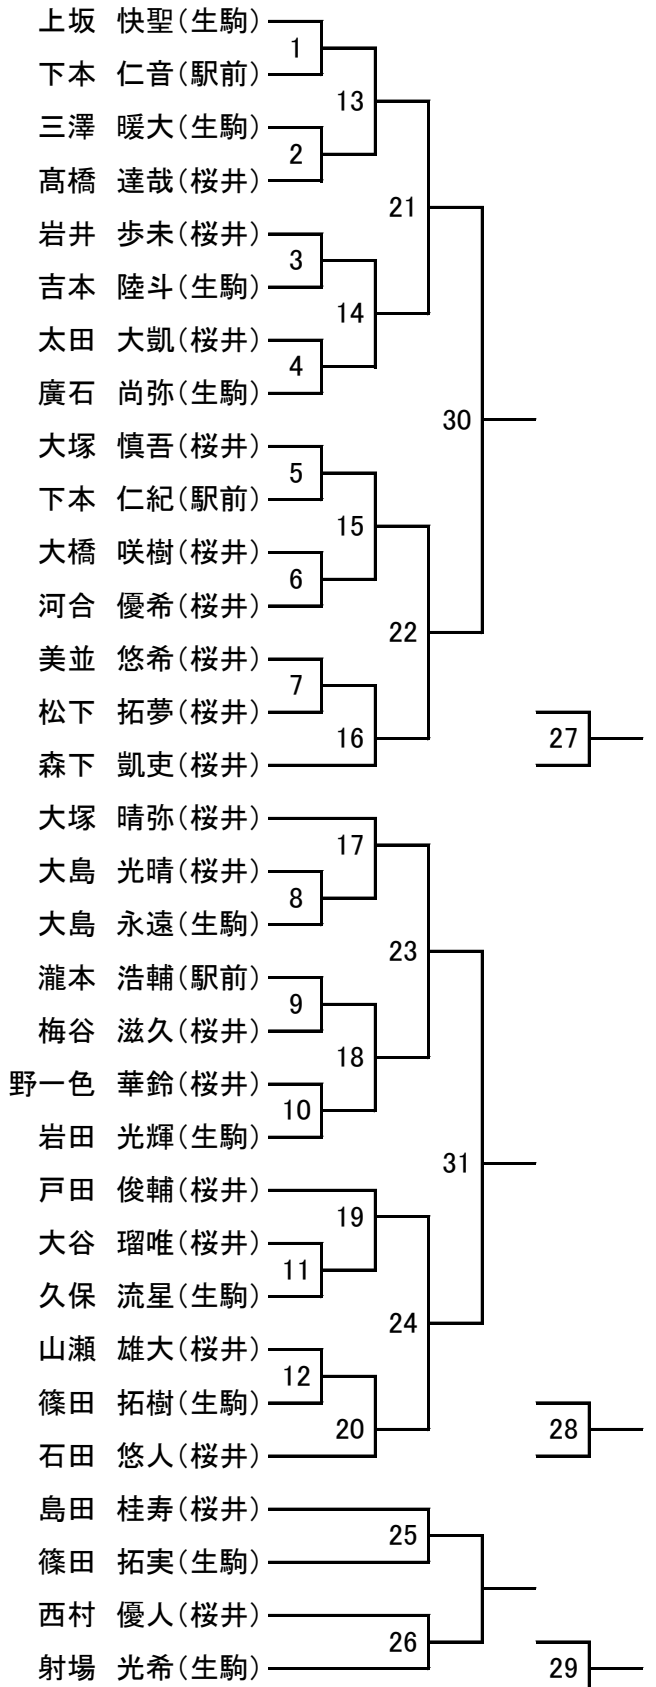 上坂 快聖(生駒)
1
下本 仁音(駅前)
13
三澤 暖大(生駒)
2
髙橋 達哉(桜井)
21
岩井 歩未(桜井)
3
吉本 陸斗(生駒)
14
太田 大凱(桜井)
4
廣石 尚弥(生駒)
30
大塚 慎吾(桜井)
5
下本 仁紀(駅前)
15
大橋 咲樹(桜井)
6
河合 優希(桜井)
22
美並 悠希(桜井)
7
松下 拓夢(桜井)
16
27
森下 凱吏(桜井)
大塚 晴弥(桜井)
17
大島 光晴(桜井)
8
大島 永遠(生駒)
23
瀧本 浩輔(駅前)
9
梅谷 滋久(桜井)
18
野一色 華鈴(桜井)
10
岩田 光輝(生駒)
31
戸田 俊輔(桜井)
19
大谷 瑠唯(桜井)
11
久保 流星(生駒)
24
山瀬 雄大(桜井)
12
篠田 拓樹(生駒)
20
28
石田 悠人(桜井)
島田 桂寿(桜井)
25
篠田 拓実(生駒)
西村 優人(桜井)
26
射場 光希(生駒)
29